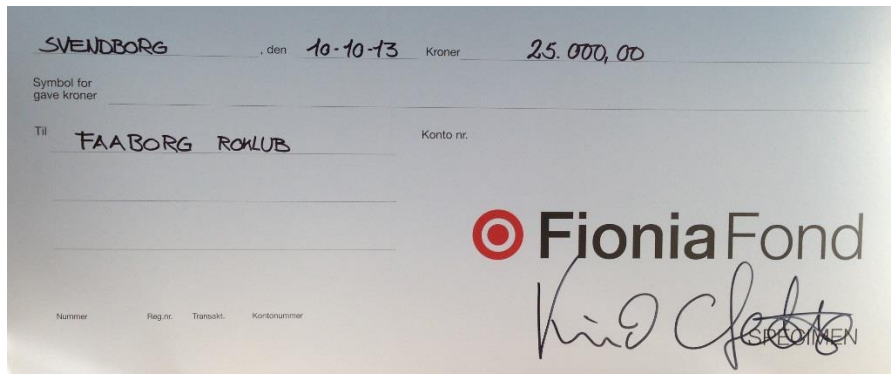 SVENDBORG , den 10-10-13 Kroner 25.000,00
Symbol for
gave kroner
Til FAABORG ROKLUB Konto nr.
Fionia Fond
Nummer Reg.nr. Transakt. Kontonummer
SPECIMEN